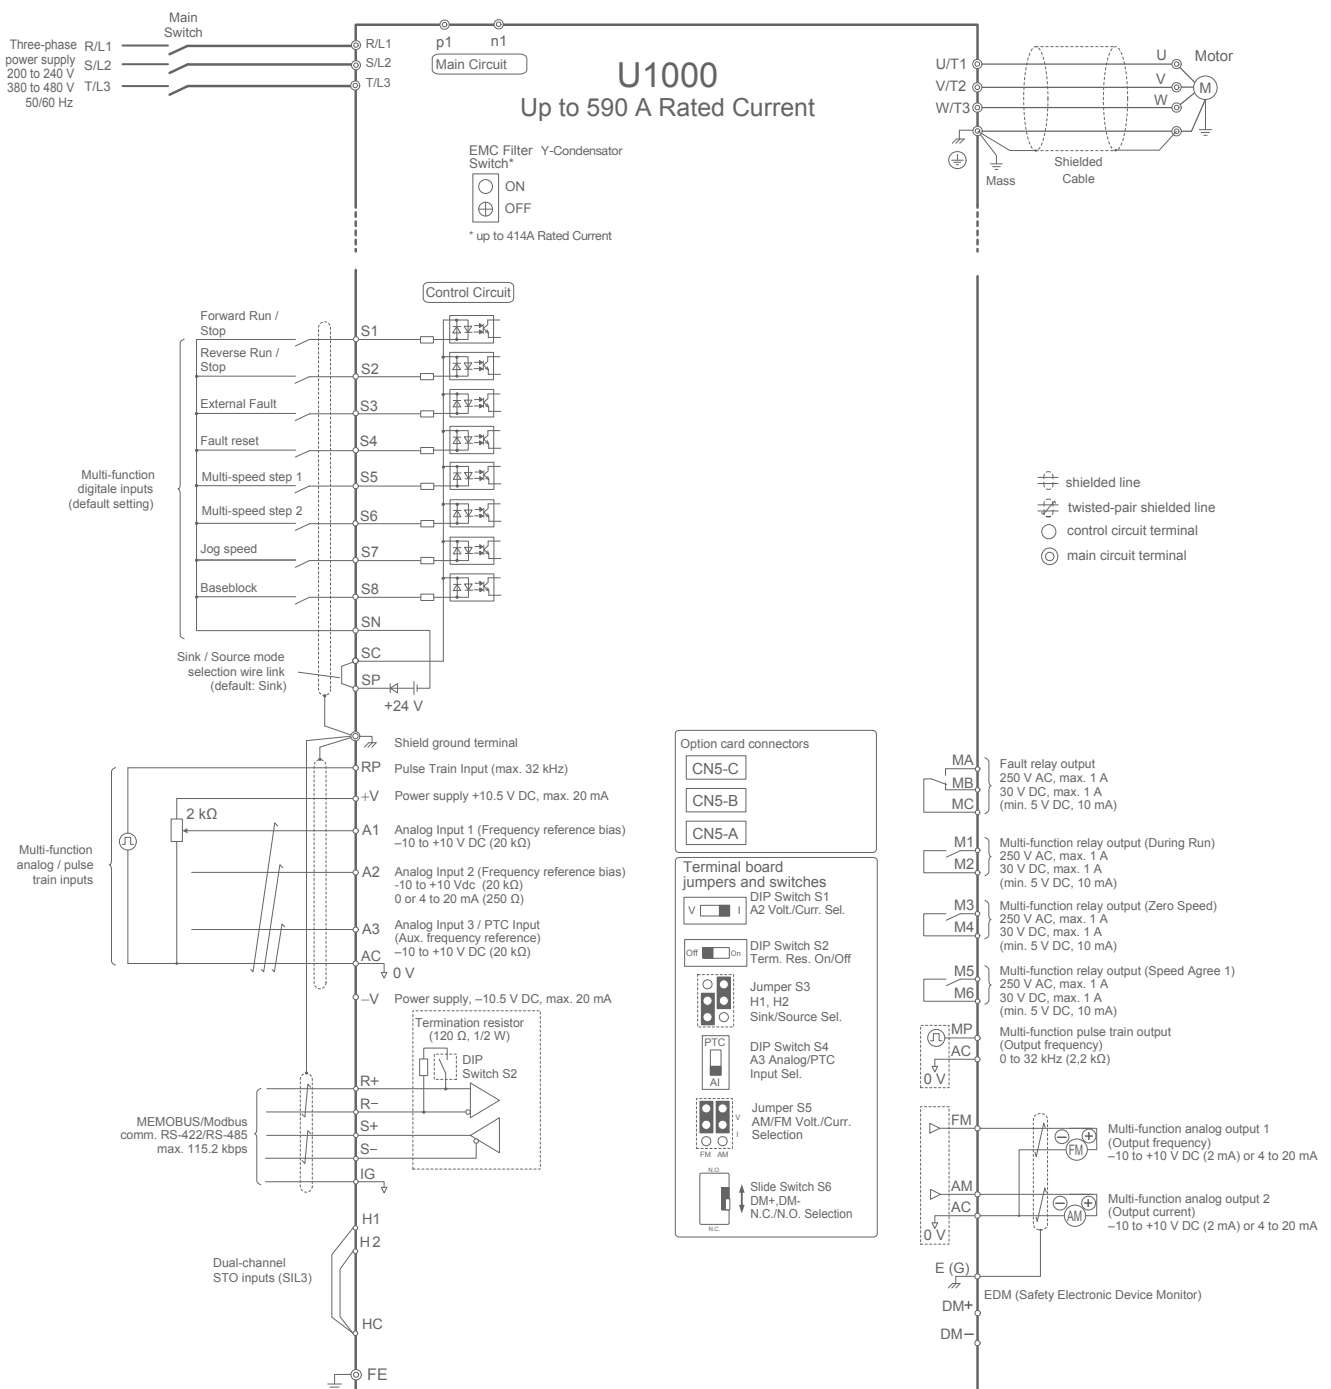 Main
Switch
Three-phase
power supply
200 to 240 V
380 to 480 V
50/60 Hz
R/L1
S/L2
T/L3
R/L1
S/L2
T/L3
p1
n1
Main Circuit
U1000
Up to 590 A Rated Current
EMC Filter Y-Condensator
Switch*
ON
OFF
* up to 414A Rated Current
U/T1
V/T2
W/T3
U
V
W
Motor
M
Mass
Shielded
Cable
Control Circuit
Forward Run /
Stop
S1
Reverse Run /
Stop
S2
External Fault
S3
Fault reset
S4
Multi-speed step 1
S5
Multi-speed step 2
S6
Jog speed
S7
Baseblock
S8
Multi-function
digitale inputs
(default setting)
SN
SC
SP
+24 V
Sink / Source mode
selection wire link
(default: Sink)
shielded line
twisted-pair shielded line
control circuit terminal
main circuit terminal
Shield ground terminal
RP Pulse Train Input (max. 32 kHz)
+V Power supply +10.5 V DC, max. 20 mA
2 kΩ
A1 Analog Input 1 (Frequency reference bias)
–10 to +10 V DC (20 kΩ)
A2 Analog Input 2 (Frequency reference bias)
-10 to +10 Vdc (20 kΩ)
0 or 4 to 20 mA (250 Ω)
A3 Analog Input 3 / PTC Input
(Aux. frequency reference)
–10 to +10 V DC (20 kΩ)
AC
0 V
–V Power supply, –10.5 V DC, max. 20 mA
Multi-function
analog / pulse
train inputs
Termination resistor
(120 Ω, 1/2 W)
DIP
Switch S2
R+
R–
S+
S–
IG
MEMOBUS/Modbus
comm. RS-422/RS-485
max. 115.2 kbps
H1
H2
Dual-channel
STO inputs (SIL3)
HC
FE
Option card connectors
CN5-C
CN5-B
CN5-A
Terminal board
jumpers and switches
V I
DIP Switch S1
A2 Volt./Curr. Sel.
Off On
DIP Switch S2
Term. Res. On/Off
Jumper S3
H1, H2
Sink/Source Sel.
PTC
AI
DIP Switch S4
A3 Analog/PTC
Input Sel.
V
I
FM AM
Jumper S5
AM/FM Volt./Curr.
Selection
N.O.
N.C.
Slide Switch S6
DM+,DM-
N.C./N.O. Selection
MA
MB
MC
Fault relay output
250 V AC, max. 1 A
30 V DC, max. 1 A
(min. 5 V DC, 10 mA)
M1
M2
Multi-function relay output (During Run)
250 V AC, max. 1 A
30 V DC, max. 1 A
(min. 5 V DC, 10 mA)
M3
M4
Multi-function relay output (Zero Speed)
250 V AC, max. 1 A
30 V DC, max. 1 A
(min. 5 V DC, 10 mA)
M5
M6
Multi-function relay output (Speed Agree 1)
250 V AC, max. 1 A
30 V DC, max. 1 A
(min. 5 V DC, 10 mA)
MP
AC
0 V
Multi-function pulse train output
(Output frequency)
0 to 32 kHz (2,2 kΩ)
FM
FM
Multi-function analog output 1
(Output frequency)
–10 to +10 V DC (2 mA) or 4 to 20 mA
AM
AC
0 V
AM
Multi-function analog output 2
(Output current)
–10 to +10 V DC (2 mA) or 4 to 20 mA
E (G)
EDM (Safety Electronic Device Monitor)
DM+
DM–